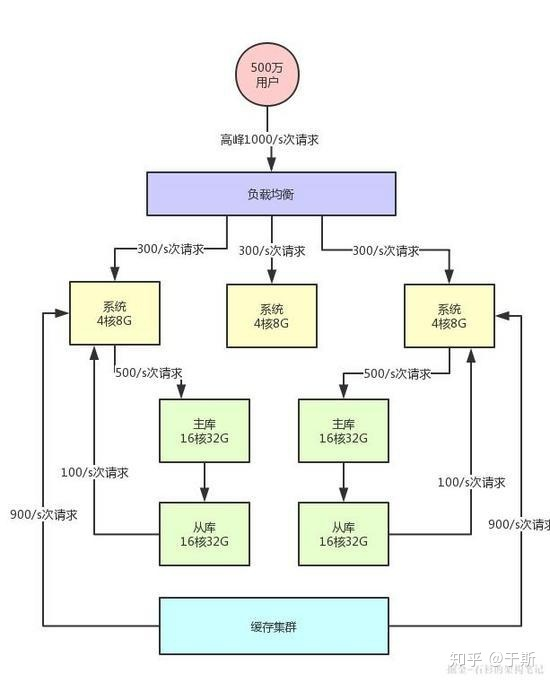 500万
用户
高峰1000/s次请求
负载均衡
300/s次请求
300/s次请求
300/s次请求
系统
4核8G
系统
4核8G
系统
4核8G
500/s次请求
500/s次请求
主库
16核32G
主库
16核32G
100/s次请求
100/s次请求
900/s次请求
900/s次请求
从库
16核32G
从库
16核32G
缓存集群
知乎 @于斯